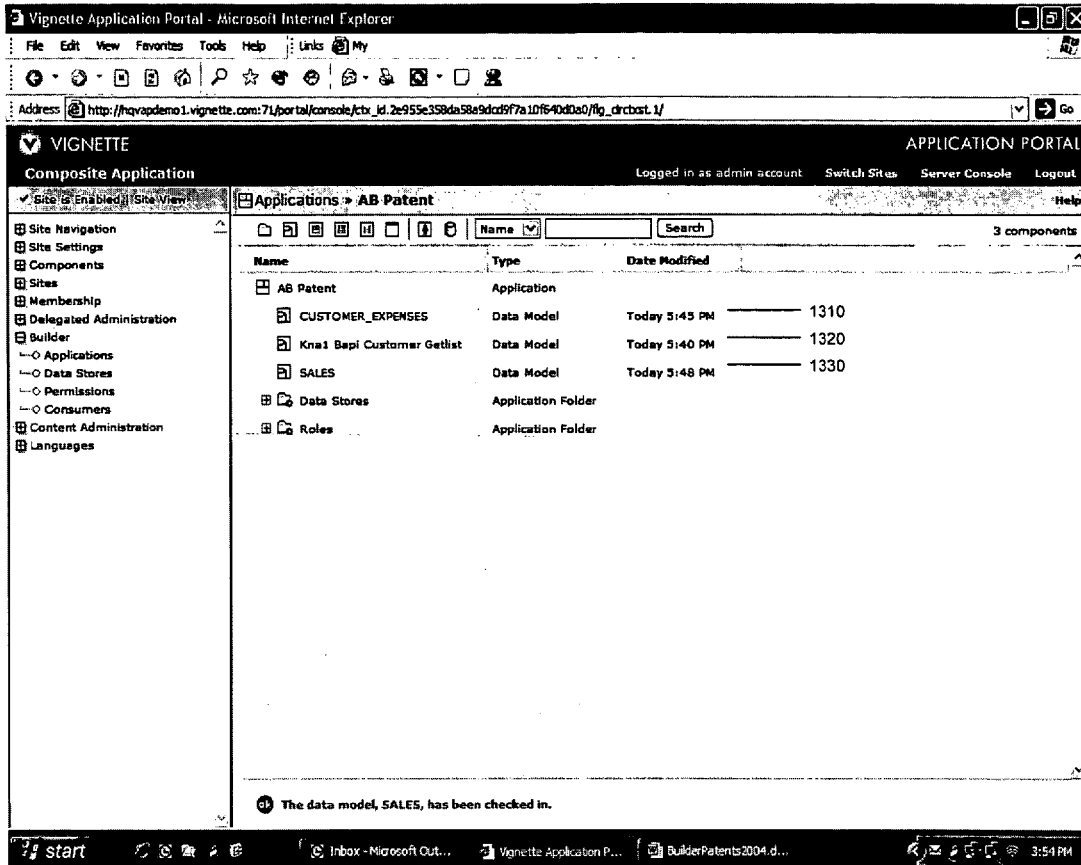 Vignette Application Portal - Microsoft Internet Explorer
File Edit View Favorites Tools Help Links My
Address http://hqvapdemo1.vignette.com:71/portal/console/ctx_id.2e955e358da58a9dcd9f7a10f640d0a0/flg_drctxst.1/ Go
VIGNETTE APPLICATION PORTAL
Composite Application Logged in as admin account Switch Sites Server Console Logout
Site is Enabled Site View Applications » AB Patent Help
Name Search 3 components
Site Navigation
Site Settings
Components
Sites
Membership
Delegated Administration
Builder
Applications
Data Stores
Permissions
Consumers
Content Administration
Languages
Name Type Date Modified
AB Patent Application
CUSTOMER_EXPENSES Data Model Today 5:45 PM 1310
Kna1 Bapi Customer Getlist Data Model Today 5:40 PM 1320
SALES Data Model Today 5:48 PM 1330
Data Stores Application Folder
Roles Application Folder
ok The data model, SALES, has been checked in.
start Inbox - Microsoft Out... Vignette Application P... BuilderPatents2004.d... 3:54 PM